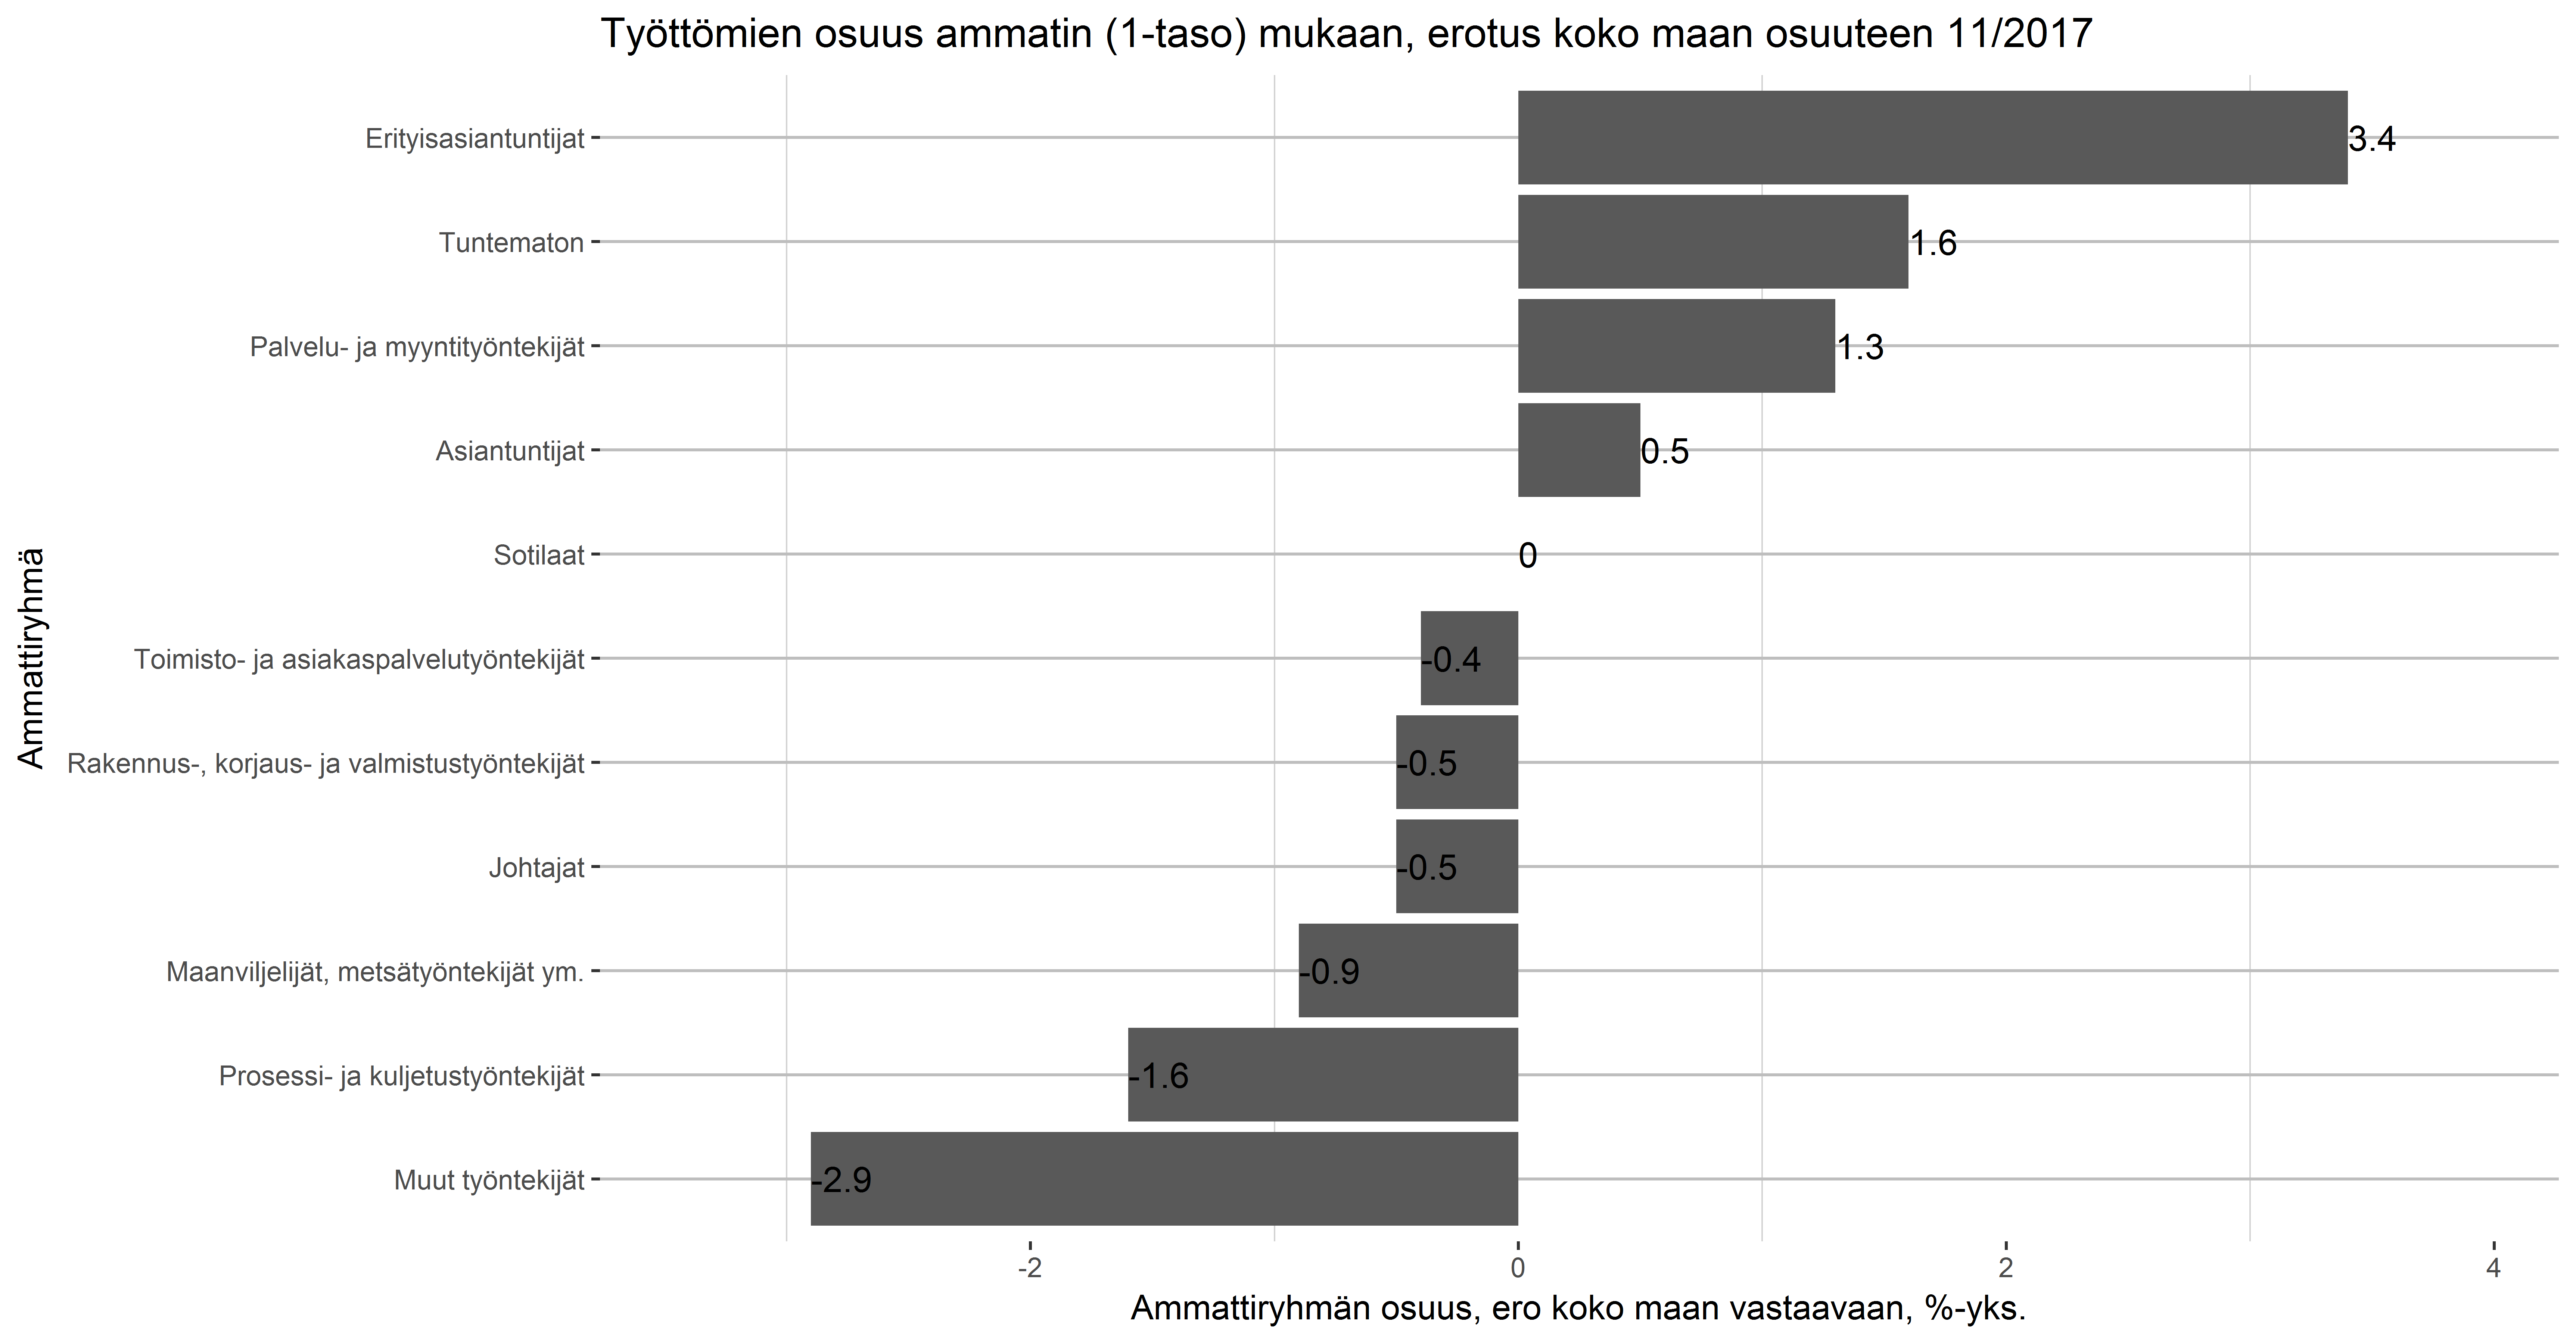 Työttömien osuus ammatin (1-taso) mukaan, erotus koko maan osuuteen 11/2017
Ammattiryhmä
Erityisasiantuntijat
3.4
Tuntematon
1.6
Palvelu- ja myyntityöntekijät
1.3
Asiantuntijat
0.5
Sotilaat
0
Toimisto- ja asiakaspalvelutyöntekijät
-0.4
Rakennus-, korjaus- ja valmistustyöntekijät
-0.5
Johtajat
-0.5
Maanviljelijät, metsätyöntekijät ym.
-0.9
Prosessi- ja kuljetustyöntekijät
-1.6
Muut työntekijät
-2.9
-2 0 2 4
Ammattiryhmän osuus, ero koko maan vastaavaan, %-yks.